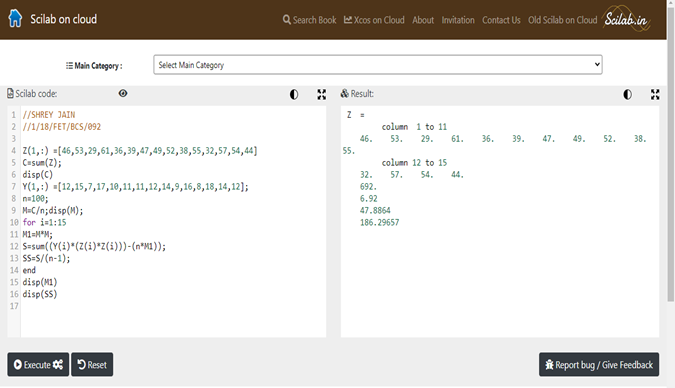 Scilab on cloud
Search Book Xcos on Cloud About Invitation Contact Us Old Scilab on Cloud Scilab.in
Main Category : Select Main Category
Scilab code:
1 //SHREY JAIN
2 //1/18/FET/BCS/092
3
4 Z(1,:) =[46,53,29,61,36,39,47,49,52,38,55,32,57,54,44]
5 C=sum(Z);
6 disp(C)
7 Y(1,:) =[12,15,7,17,10,11,11,12,14,9,16,8,18,14,12];
8 n=100;
9 M=C/n;disp(M);
10 for i=1:15
11 M1=M*M;
12 S=sum((Y(i)*(Z(i)*Z(i)))-(n*M1));
13 SS=S/(n-1);
14 end
15 disp(M1)
16 disp(SS)
17
Result:
Z =
column 1 to 11
46. 53. 29. 61. 36. 39. 47. 49. 52. 38.
55.
column 12 to 15
32. 57. 54. 44.
692.
6.92
47.8864
186.29657
Execute Reset
Report bug / Give Feedback